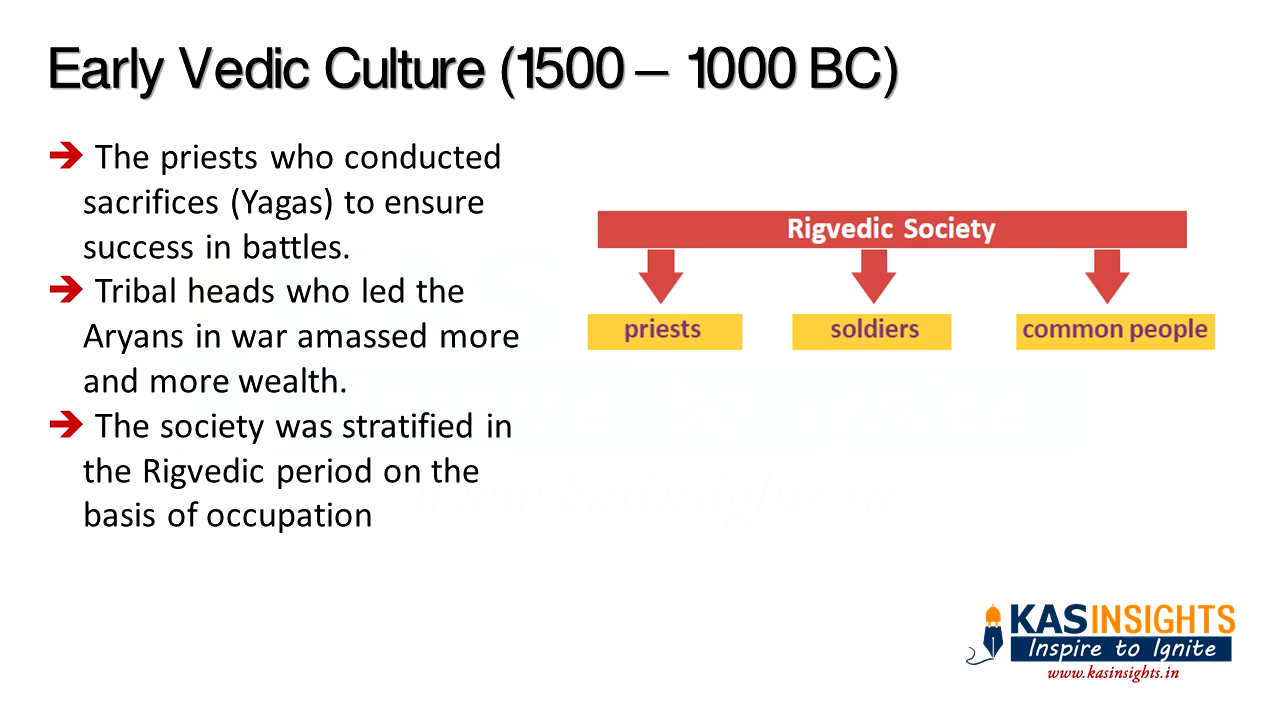 Early Vedic Culture (1500 – 1000 BC)
➔ The priests who conducted
sacrifices (Yagas) to ensure
success in battles.
➔ Tribal heads who led the
Aryans in war amassed more
and more wealth.
➔ The society was stratified in
the Rigvedic period on the
basis of occupation
Rigvedic Society
priests soldiers common people
KAS INSIGHTS
Inspire to Ignite
www.kasinsights.in